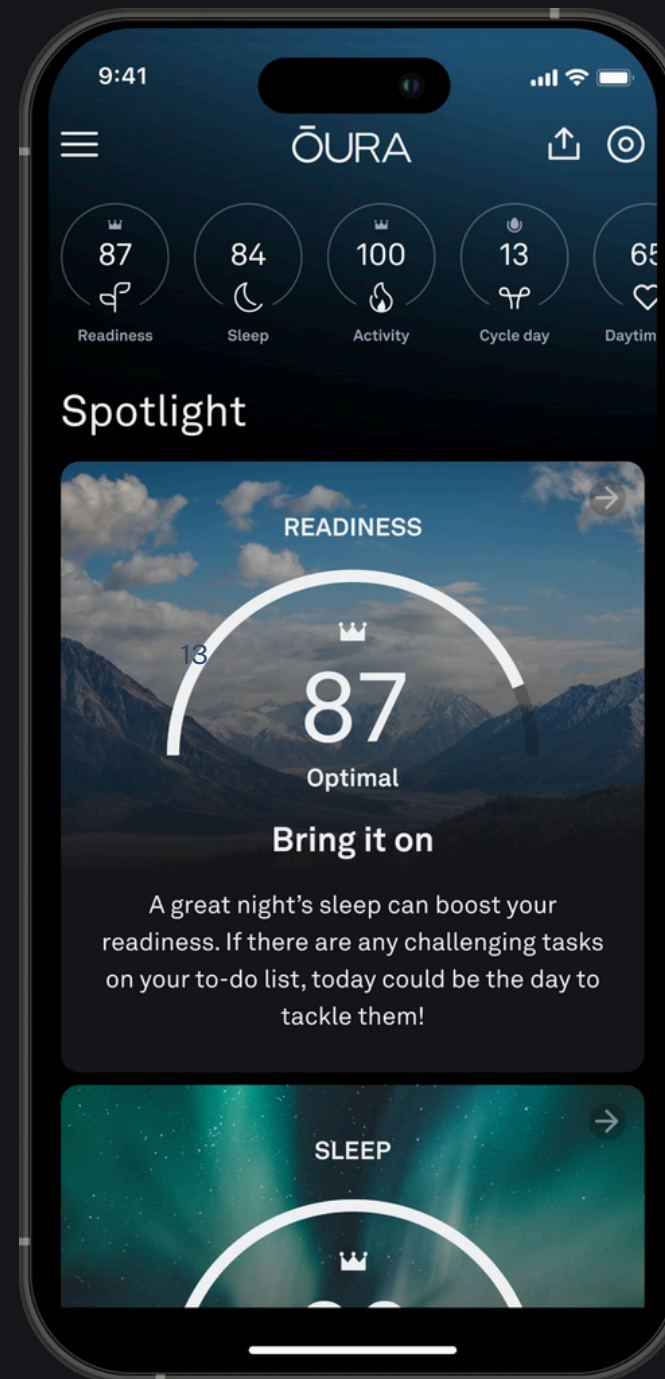 9:41
ŌURA
87
84
100
13
65
Readiness
Sleep
Activity
Cycle day
Spotlight
READINESS
13
87
Optimal
Bring it on
A great night's sleep can boost your
readiness. If there are any challenging tasks
on your to-do list, today could be the day to
tackle them!
SLEEP